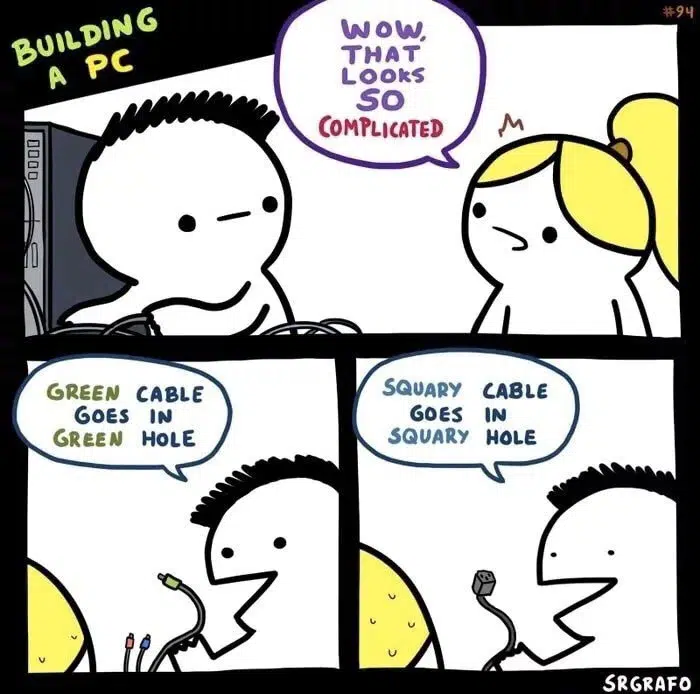 BUILDING
A PC
#94
WOW,
THAT
LOOKS
SO
COMPLICATED
GREEN CABLE
GOES IN
GREEN HOLE
SQUARY CABLE
GOES IN
SQUARY HOLE
SRGRAFO